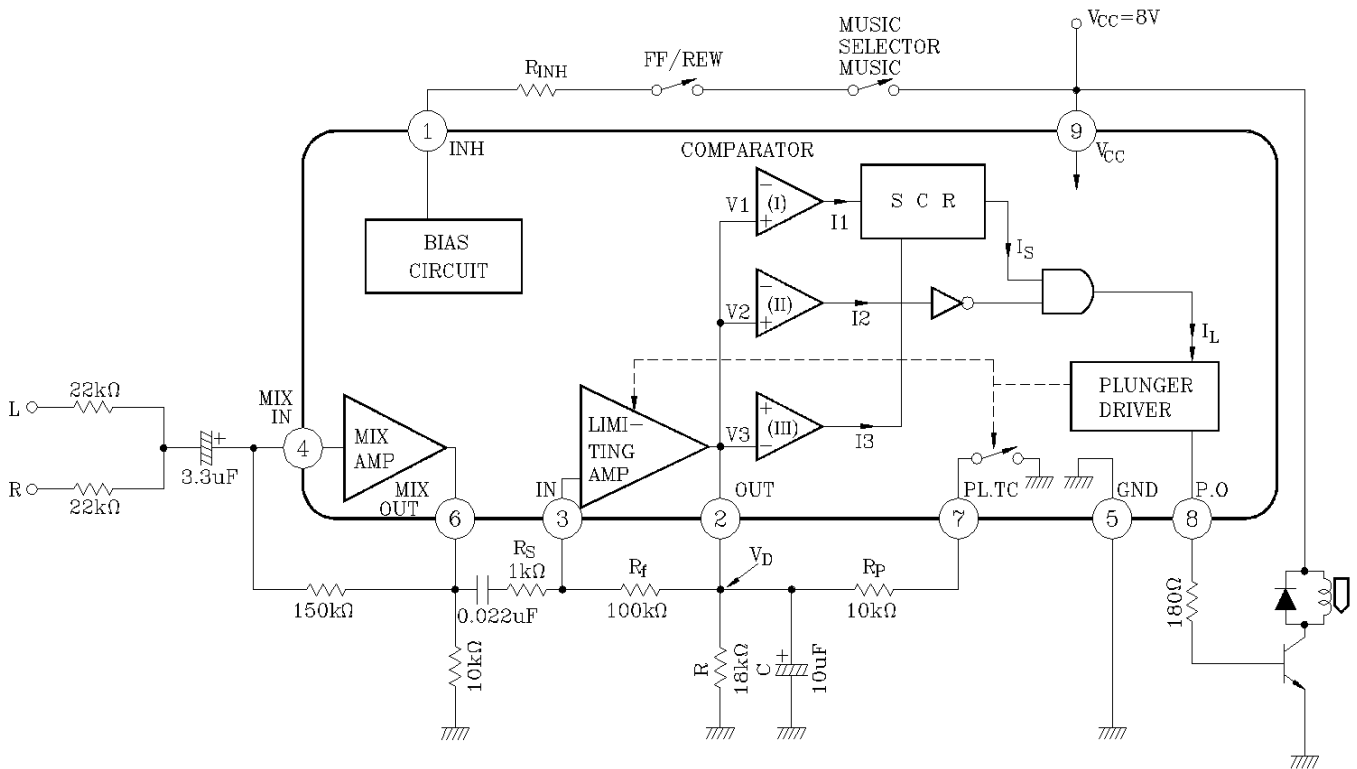 VCC=8V
MUSIC
SELECTOR
MUSIC
FF/REW
RINH
1
INH
9
VCC
COMPARATOR
BIAS
CIRCUIT
V1
−
+
(I)
I1
S C R
IS
V2
−
+
(II)
I2
IL
PLUNGER
DRIVER
V3
+
−
(III)
I3
L
22kΩ
R
22kΩ
+
3.3uF
MIX
IN
4
MIX
AMP
MIX
OUT
6
LIMI-
TING
AMP
IN
3
OUT
2
PL.TC
7
GND
5
P.O
8
150kΩ
0.022uF
RS
1kΩ
Rf
100kΩ
VD
RP
10kΩ
10kΩ
R
18kΩ
C
+
10uF
180Ω